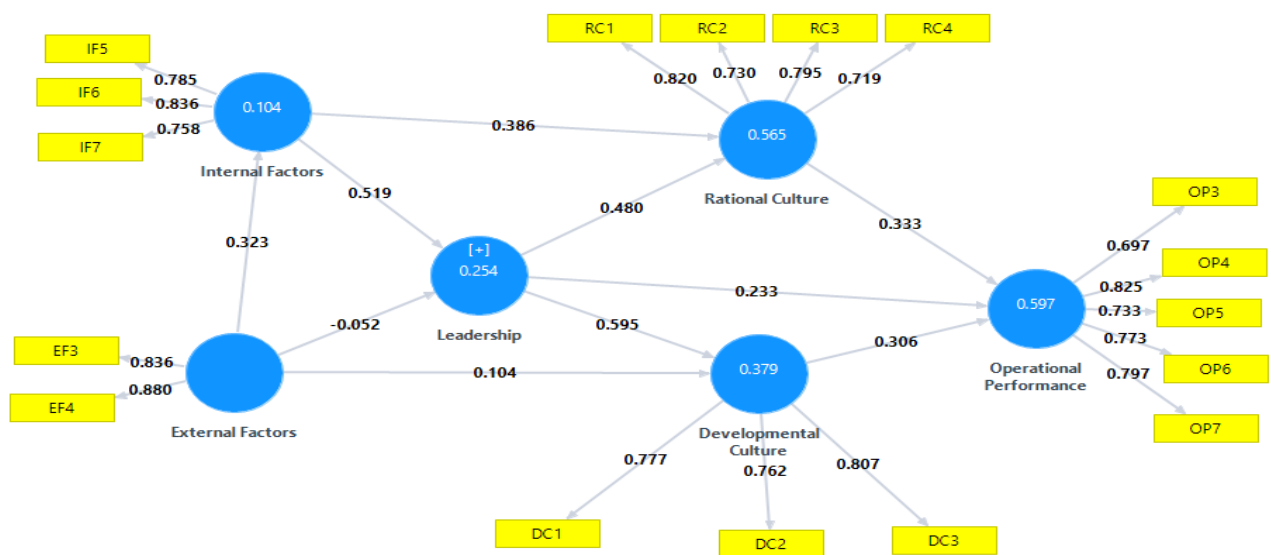 RC1
RC2
RC3
RC4
0.820
0.730
0.795
0.719
IF5
IF6
IF7
0.785
0.836
0.758
0.104
Internal Factors
0.386
0.565
Rational Culture
0.519
0.480
0.333
0.323
[+]
0.254
Leadership
0.233
-0.052
0.595
0.306
0.597
Operational
Performance
OP3
OP4
OP5
OP6
OP7
0.697
0.825
0.733
0.773
0.797
EF3
EF4
0.836
0.880
External Factors
0.104
0.379
Developmental
Culture
0.777
0.762
0.807
DC1
DC2
DC3